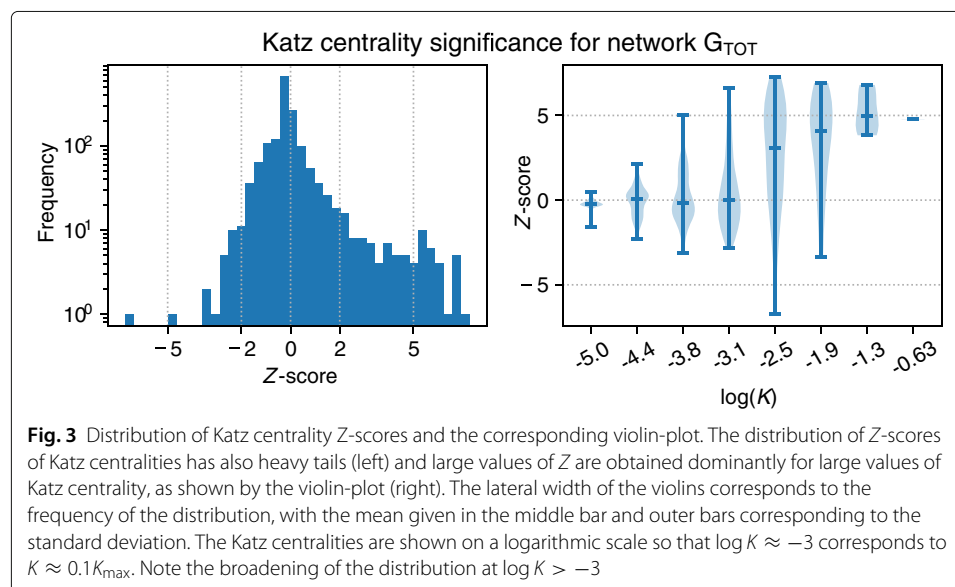 Katz centrality significance for network G_TOT
Frequency
10²
10¹
10⁰
−5 −2 0 2 5
Z-score
Z-score
5
0
−5
-5.0 -4.4 -3.8 -3.1 -2.5 -1.9 -1.3 -0.63
log(K)
Fig. 3 Distribution of Katz centrality Z-scores and the corresponding violin-plot. The distribution of Z-scores
of Katz centralities has also heavy tails (left) and large values of Z are obtained dominantly for large values of
Katz centrality, as shown by the violin-plot (right). The lateral width of the violins corresponds to the
frequency of the distribution, with the mean given in the middle bar and outer bars corresponding to the
standard deviation. The Katz centralities are shown on a logarithmic scale so that log K ≈ −3 corresponds to
K ≈ 0.1K_max. Note the broadening of the distribution at log K > −3